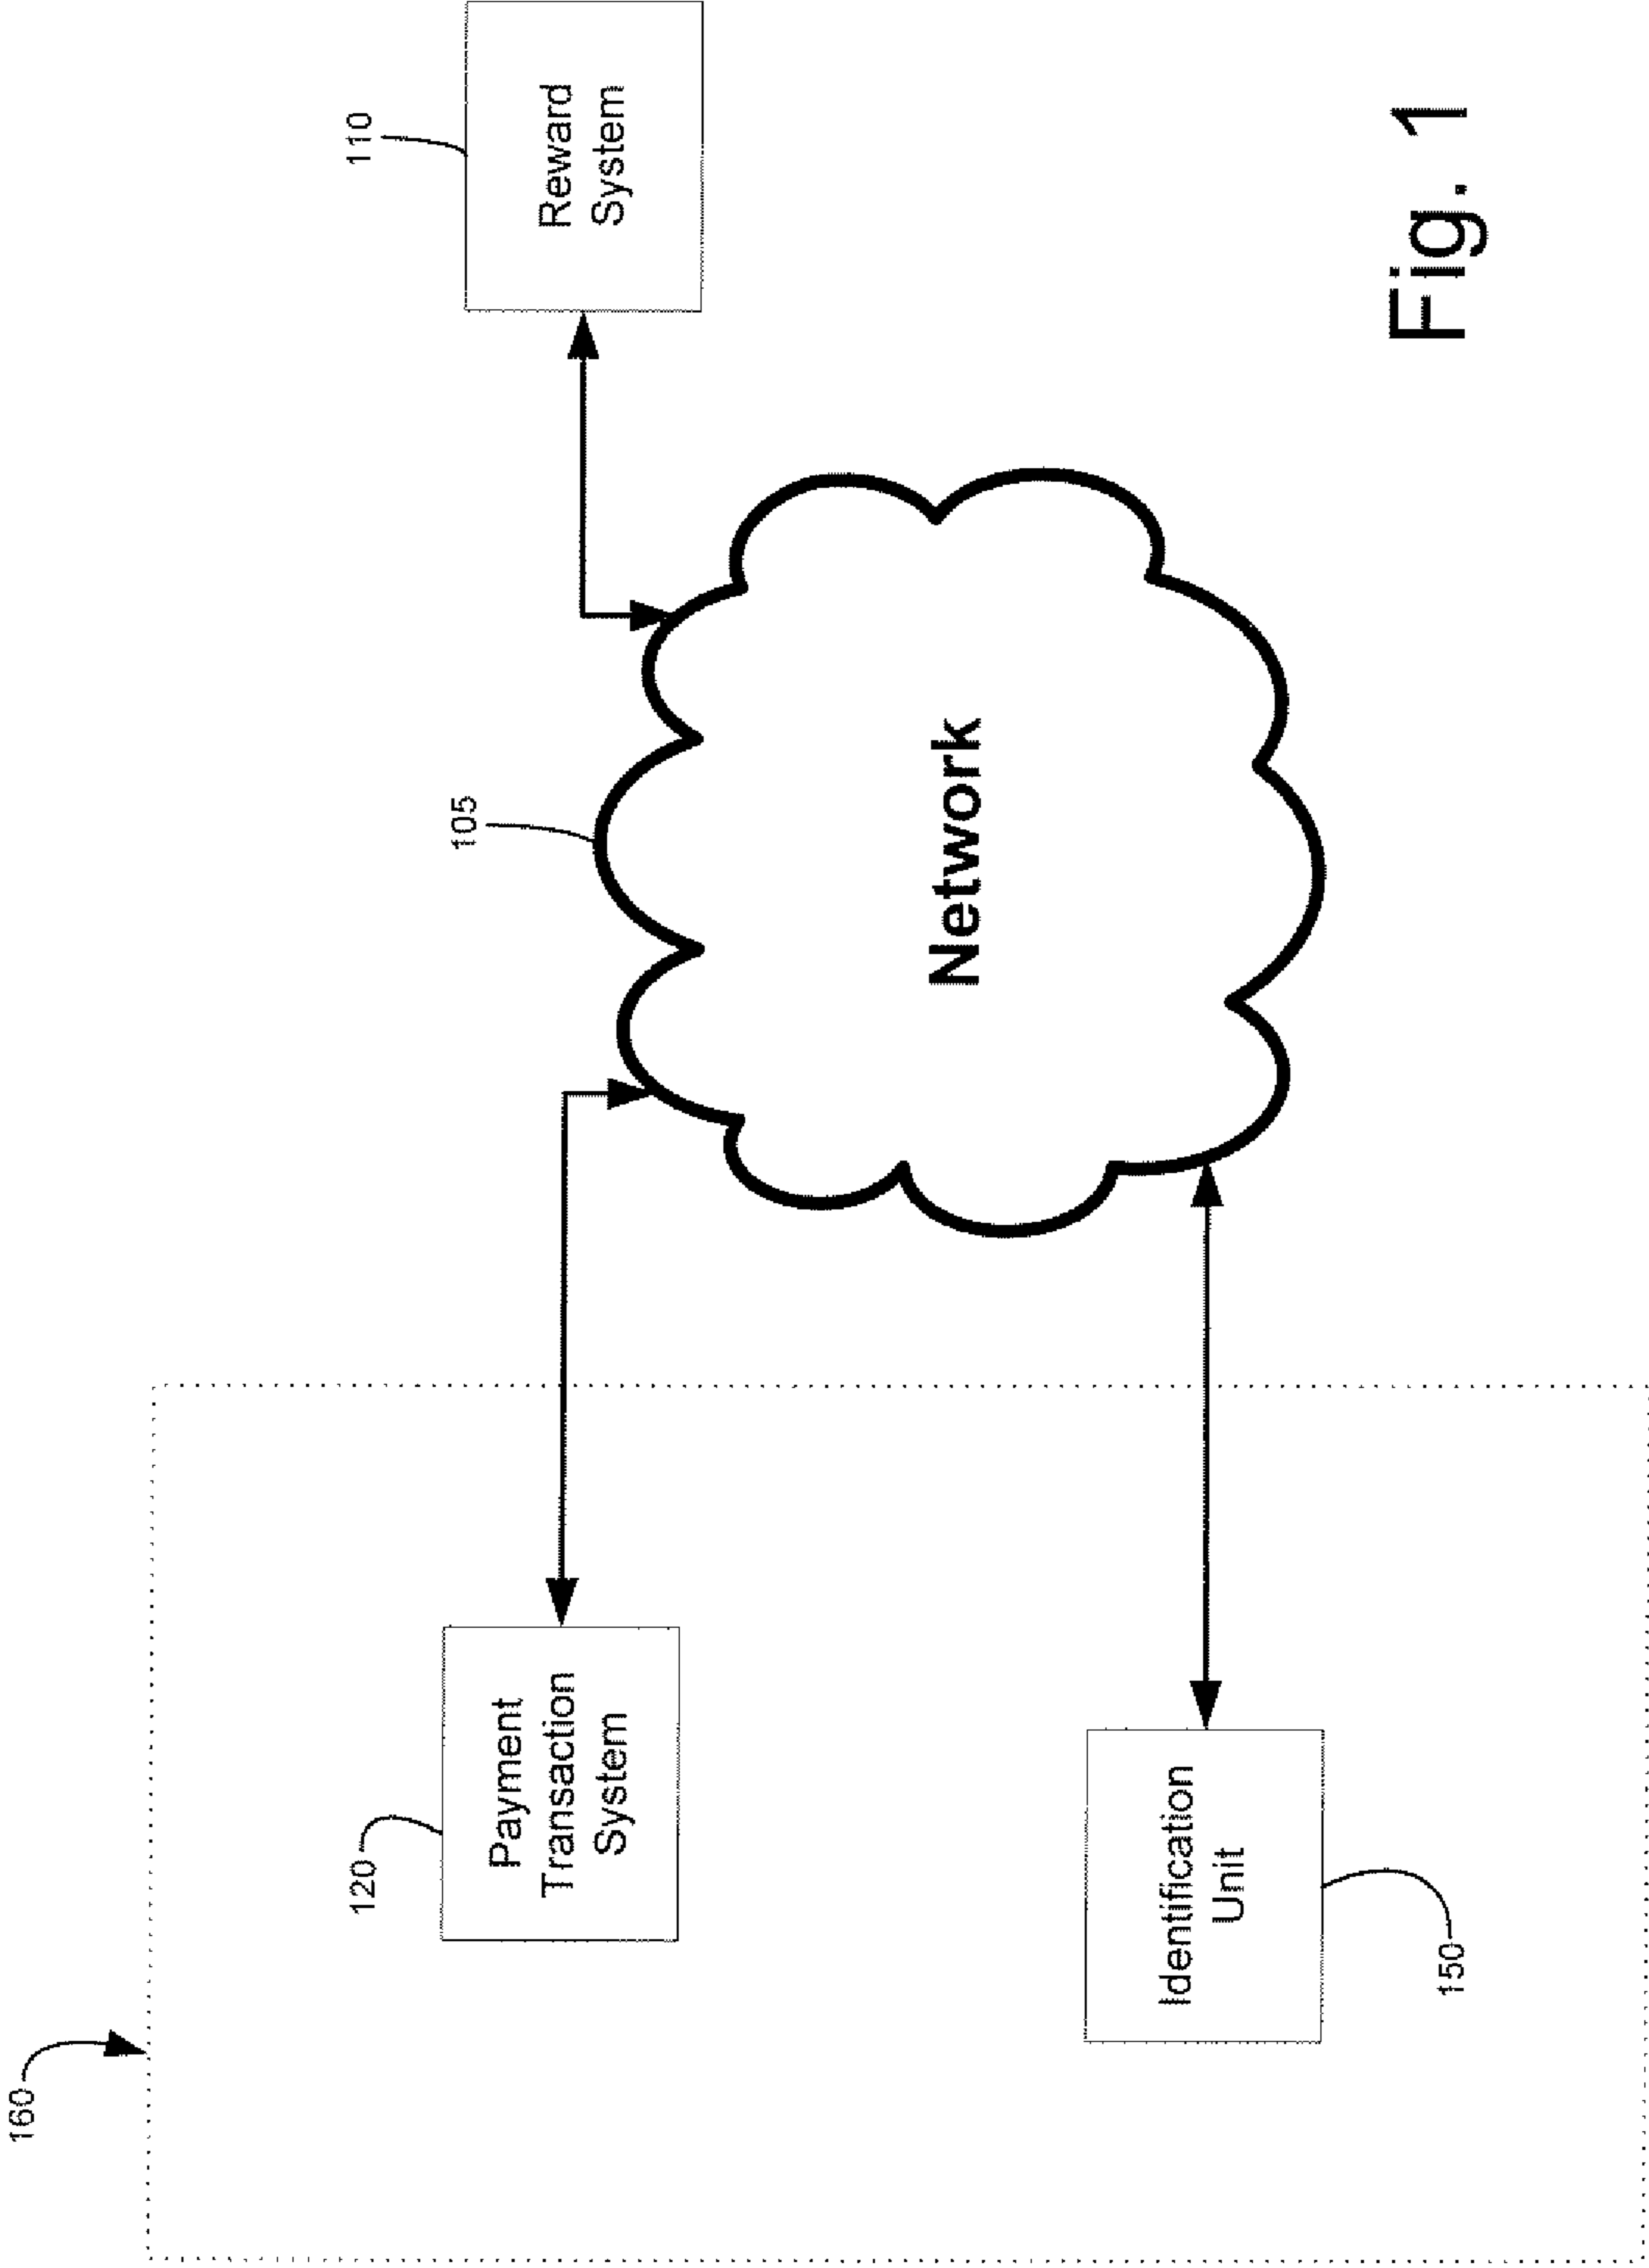 160
120
Payment
Transaction
System
105
110
Reward
System
Network
Identification
Unit
150
Fig. 1